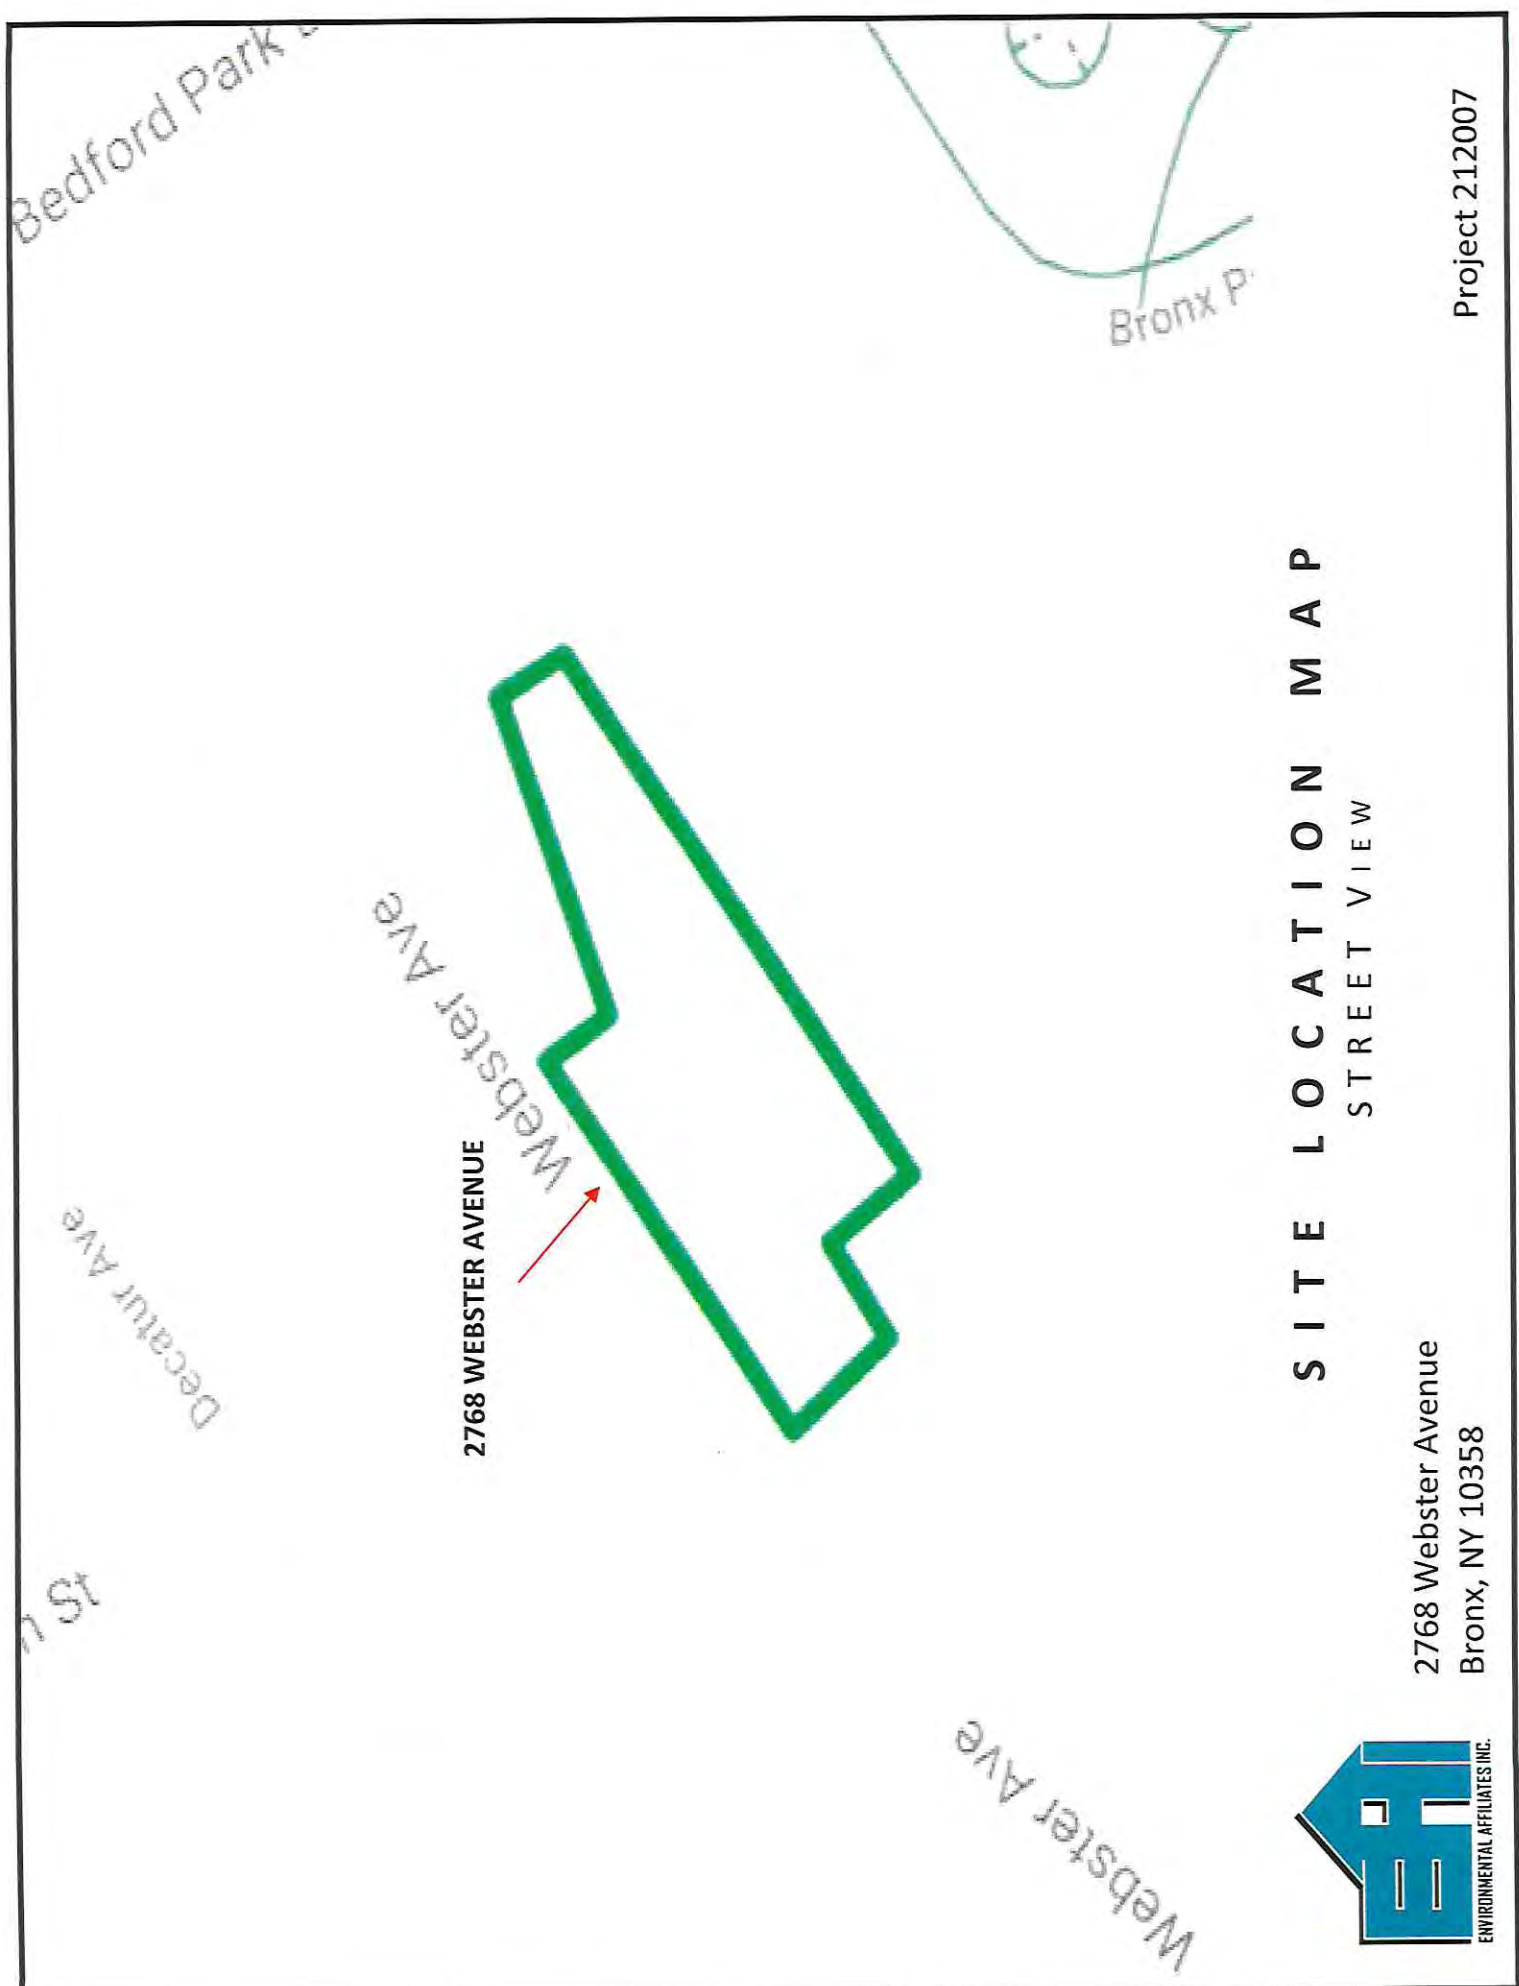 Bedford Park
n St
Decatur Ave
Webster Ave
2768 WEBSTER AVENUE
Webster Ave
Bronx P
SITE LOCATION MAP
STREET VIEW
2768 Webster Avenue
Bronx, NY 10358
Project 212007
ENVIRONMENTAL AFFILIATES INC.